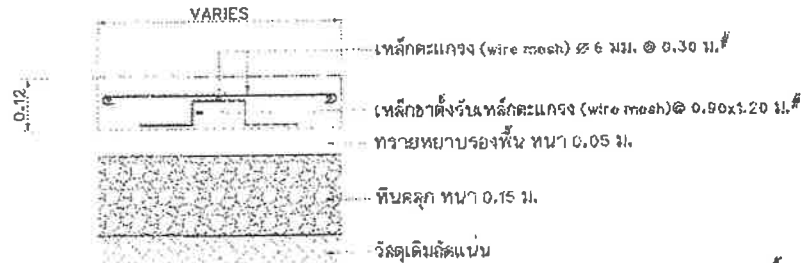 VARIES
เหล็กตะแกรง (wire mesh) Ø 6 มม. @ 0.30 ม.#
0.12
เหล็กขาตั้งรับเหล็กตะแกรง (wire mesh)@ 0.90x1.20 ม.#
ทรายหยาบรองพื้น หนา 0.05 ม.
หินคลุก หนา 0.15 ม.
วัสดุเดิมอัดแน่น